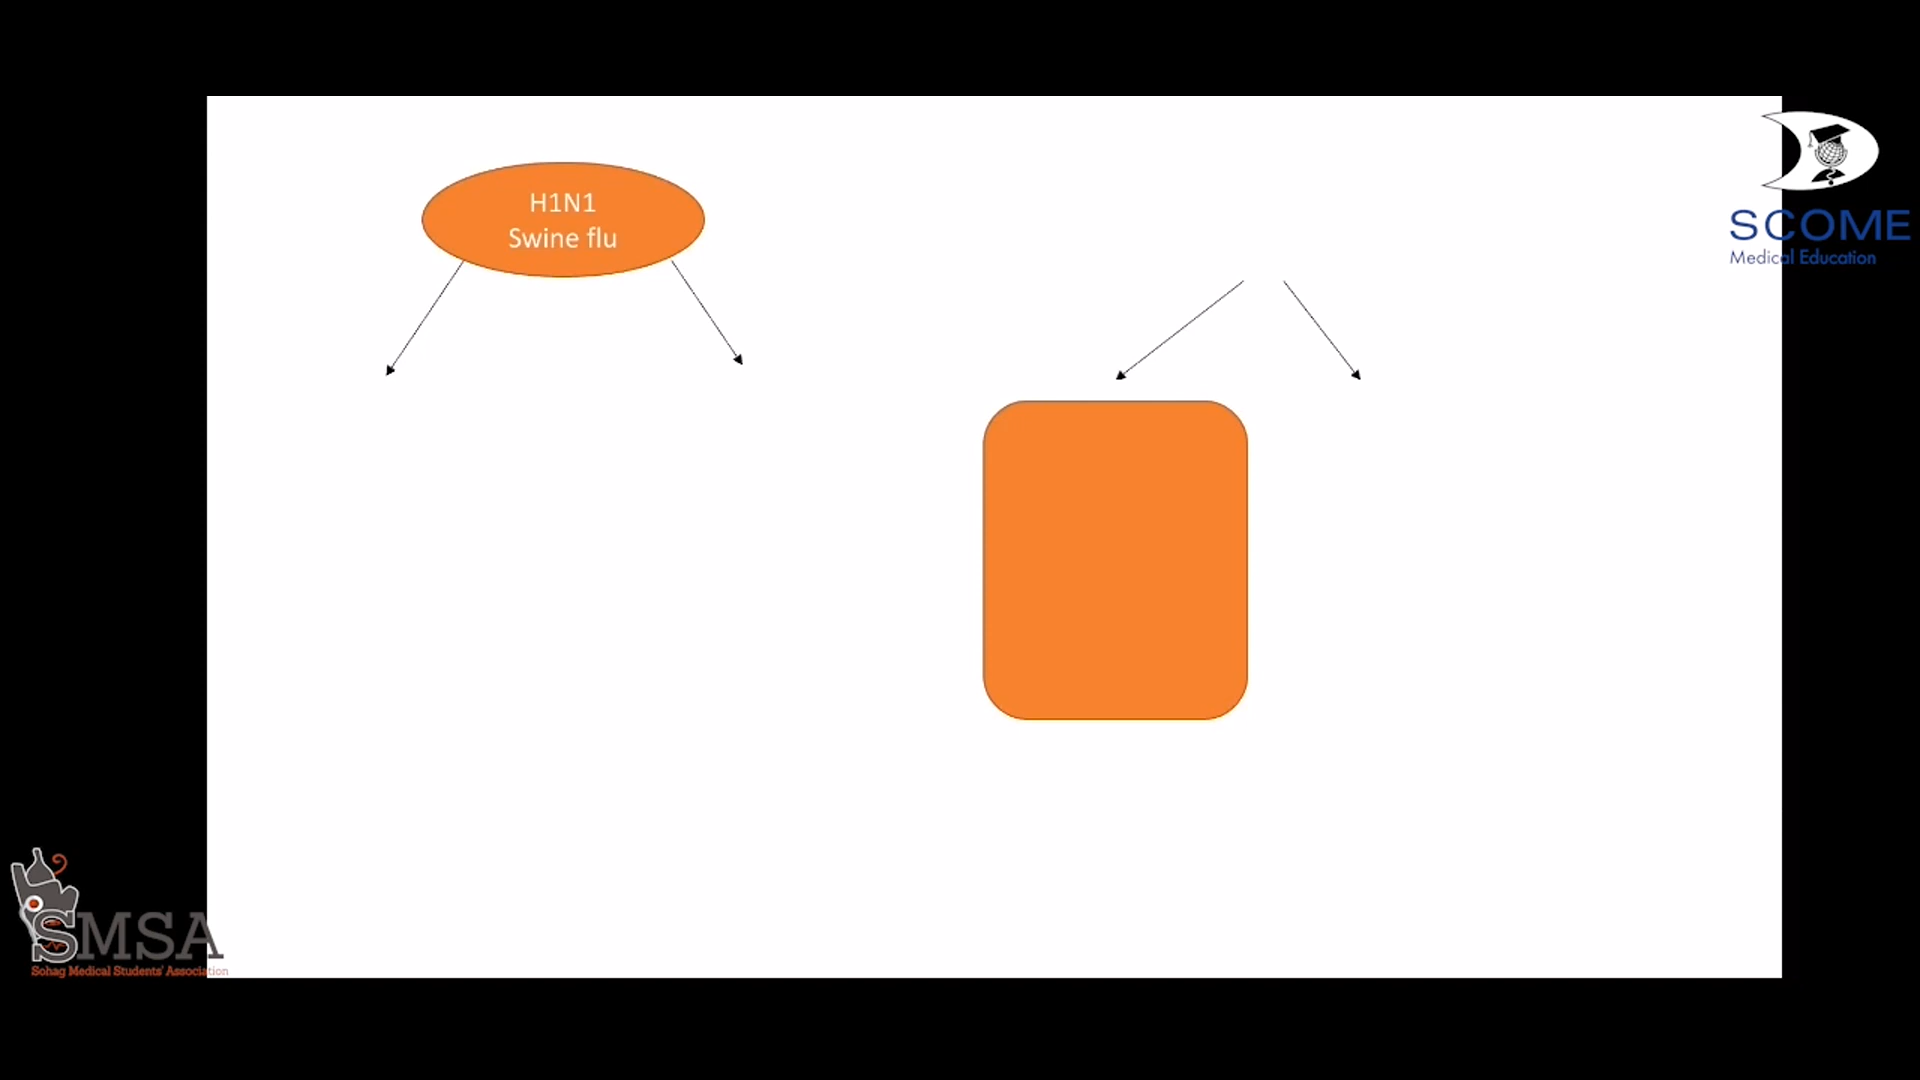 H1N1
Swine flu
SCOME
Medical Education
SMSA
Sohag Medical Students' Association